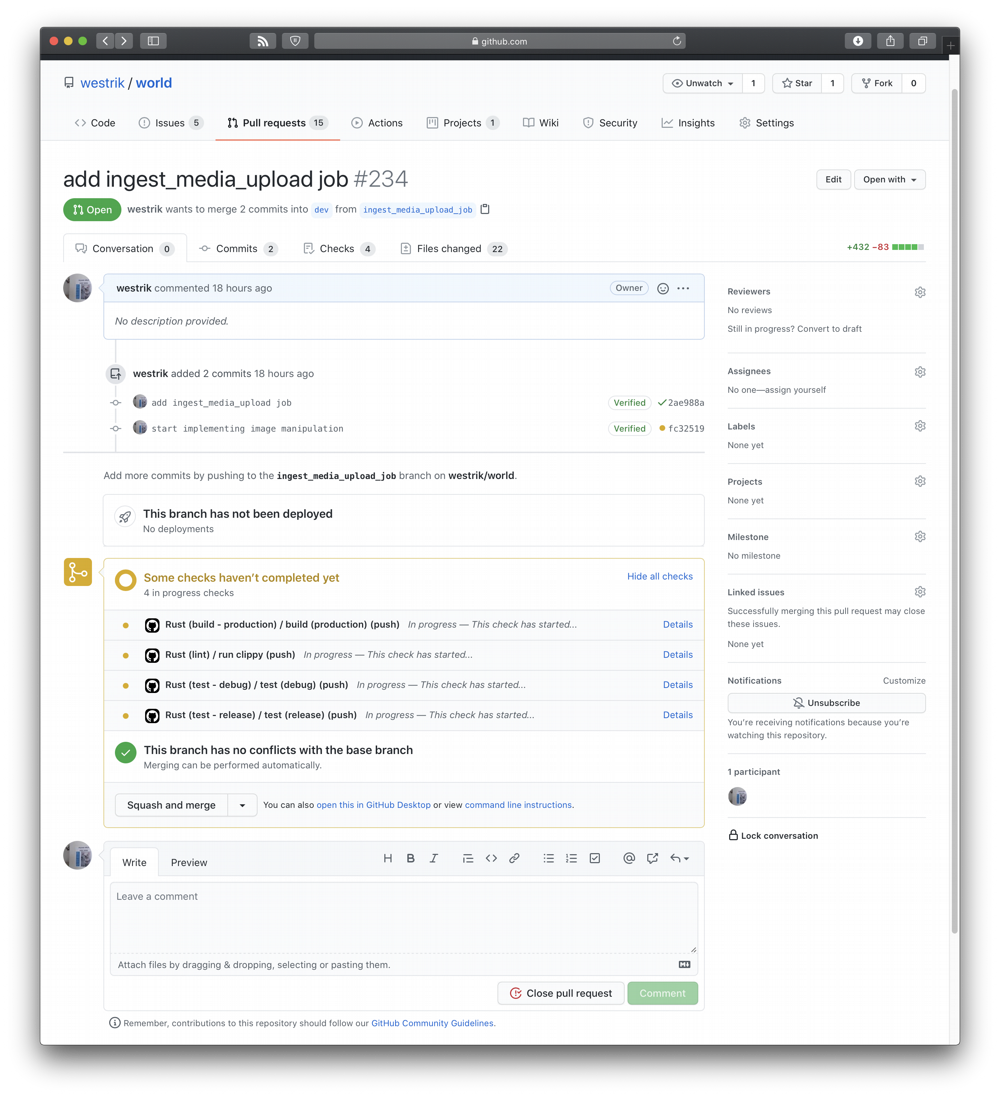 github.com
westrik / world
Unwatch 1 Star 1 Fork 0
Code Issues 5 Pull requests 15 Actions Projects 1 Wiki Security Insights Settings
add ingest_media_upload job #234
Edit Open with
Open westrik wants to merge 2 commits into dev from ingest_media_upload_job
Conversation 0 Commits 2 Checks 4 Files changed 22
+432 −83
westrik commented 18 hours ago Owner
No description provided.
westrik added 2 commits 18 hours ago
add ingest_media_upload job Verified 2ae988a
start implementing image manipulation Verified fc32519
Add more commits by pushing to the ingest_media_upload_job branch on westrik/world.
This branch has not been deployed
No deployments
Some checks haven’t completed yet Hide all checks
4 in progress checks
Rust (build - production) / build (production) (push) In progress — This check has started... Details
Rust (lint) / run clippy (push) In progress — This check has started... Details
Rust (test - debug) / test (debug) (push) In progress — This check has started... Details
Rust (test - release) / test (release) (push) In progress — This check has started... Details
This branch has no conflicts with the base branch
Merging can be performed automatically.
Squash and merge You can also open this in GitHub Desktop or view command line instructions.
Write Preview
H B I
Leave a comment
Attach files by dragging & dropping, selecting or pasting them.
Close pull request Comment
Remember, contributions to this repository should follow our GitHub Community Guidelines.
Reviewers
No reviews
Still in progress? Convert to draft
Assignees
No one—assign yourself
Labels
None yet
Projects
None yet
Milestone
No milestone
Linked issues
Successfully merging this pull request may close
these issues.
None yet
Notifications Customize
Unsubscribe
You’re receiving notifications because you’re
watching this repository.
1 participant
Lock conversation